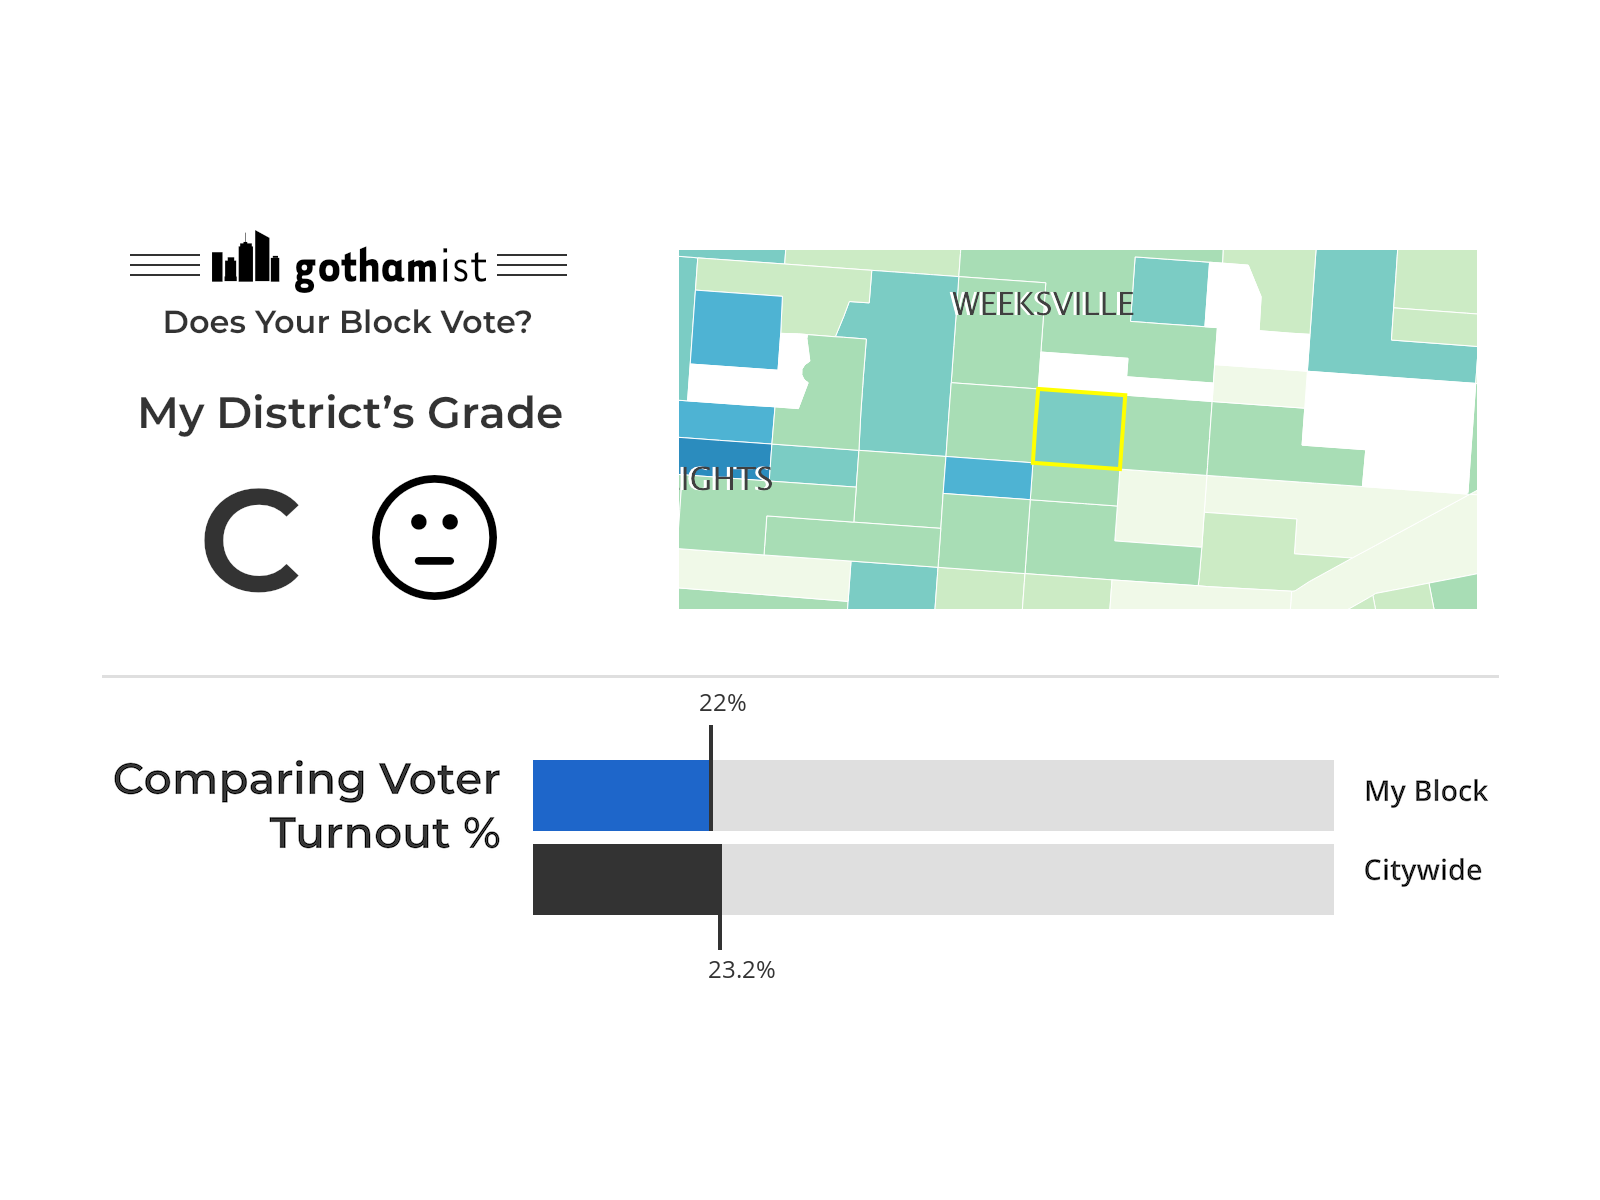 gothamist
Does Your Block Vote?
My District's Grade
C
WEEKSVILLE
IGHTS
22%
Comparing Voter
Turnout %
My Block
Citywide
23.2%